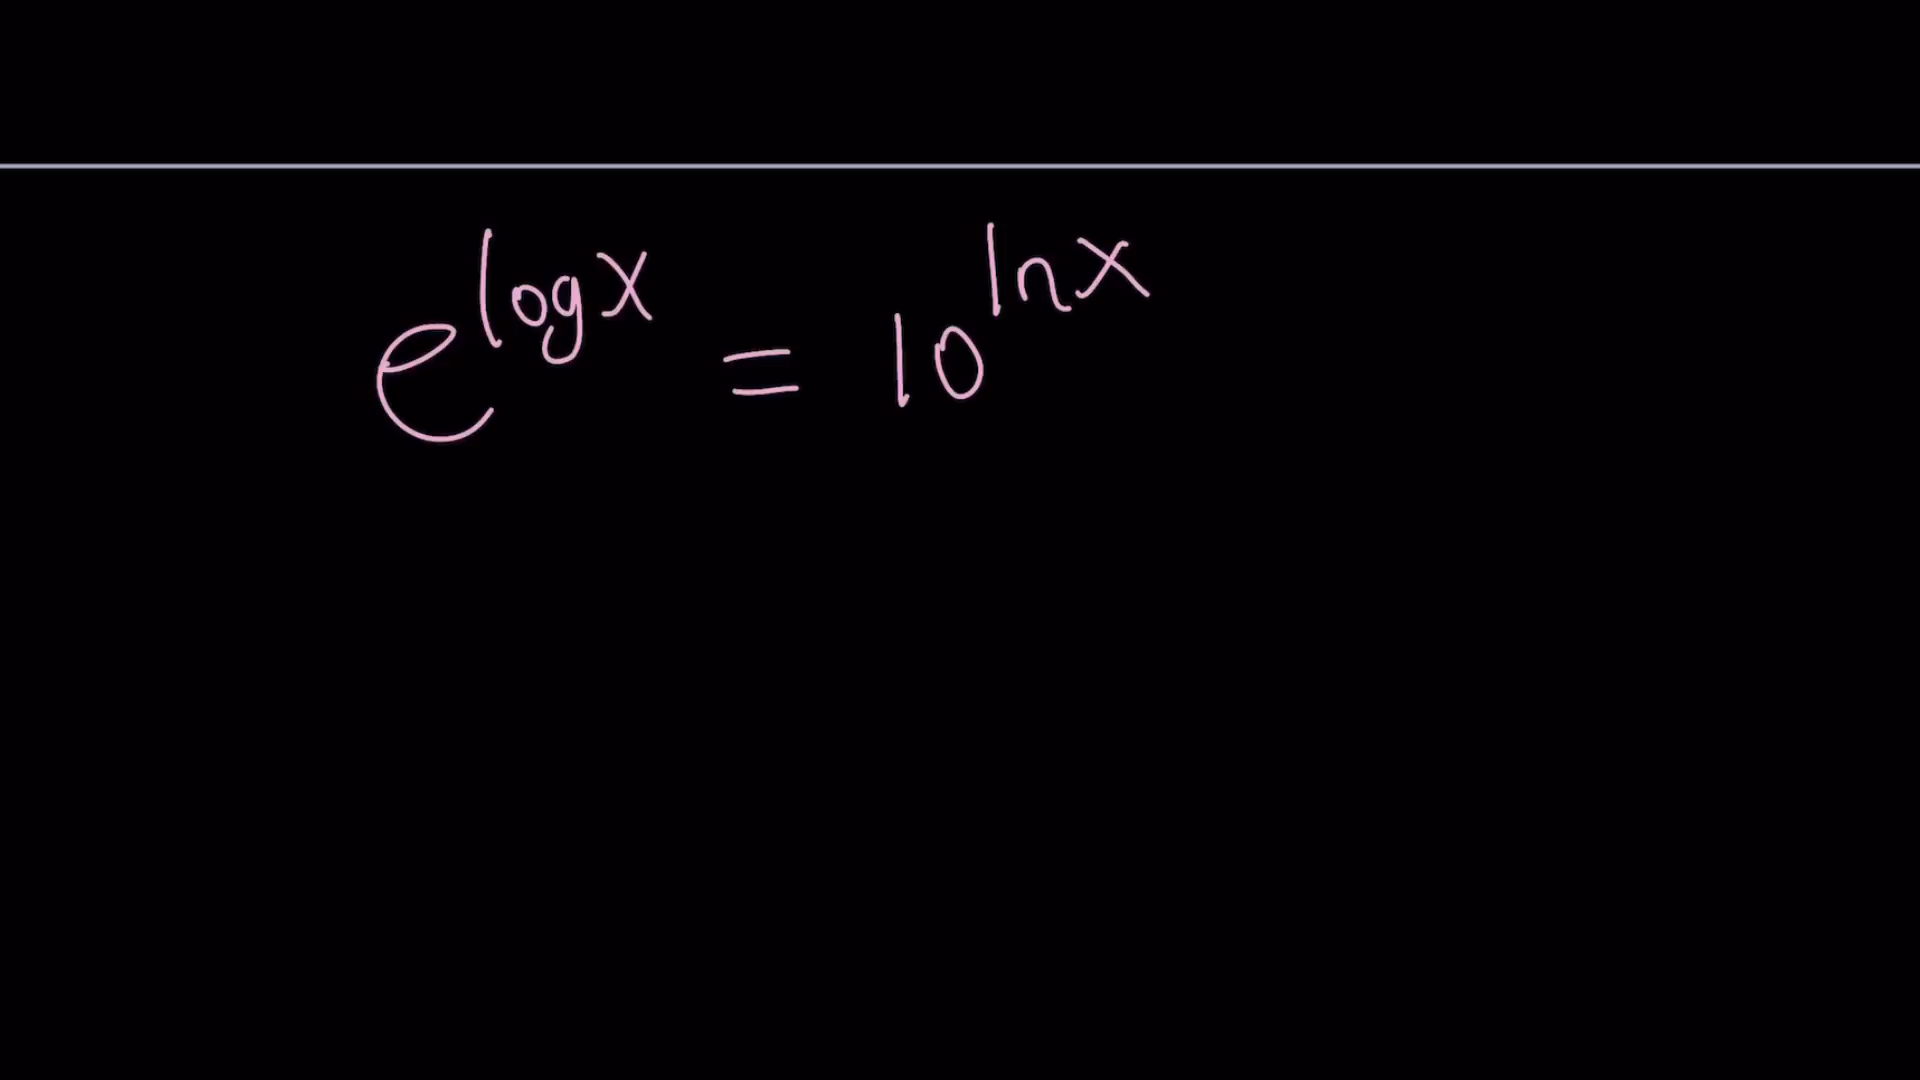 e^{log x} = 10^{ln x}